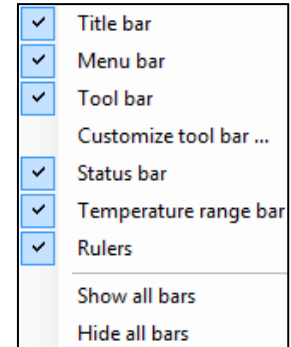 Title bar
Menu bar
Tool bar
Customize tool bar ...
Status bar
Temperature range bar
Rulers
Show all bars
Hide all bars